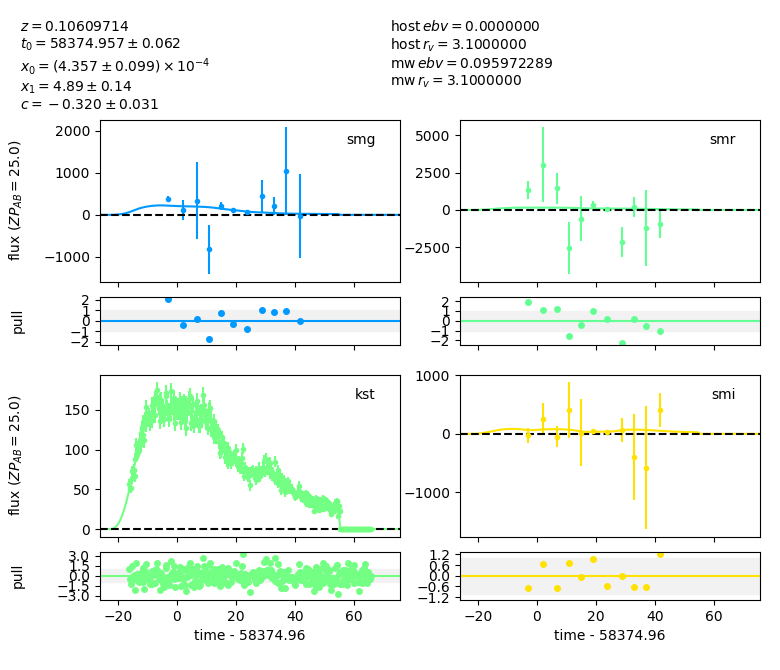 z = 0.10609714
t0 = 58374.957 ± 0.062
x0 = (4.357 ± 0.099) × 10^−4
x1 = 4.89 ± 0.14
c = −0.320 ± 0.031
host ebv = 0.0000000
host rv = 3.1000000
mw ebv = 0.095972289
mw rv = 3.1000000
flux (ZP_AB = 25.0)
2000
1000
0
−1000
smg
5000
2500
0
−2500
smr
pull
2
1
0
−1
−2
2
1
0
−1
−2
flux (ZP_AB = 25.0)
150
100
50
0
kst
1000
0
−1000
smi
pull
3.0
1.5
0.0
−1.5
−3.0
−20 0 20 40 60
time - 58374.96
1.2
0.6
0.0
−0.6
−1.2
−20 0 20 40 60
time - 58374.96